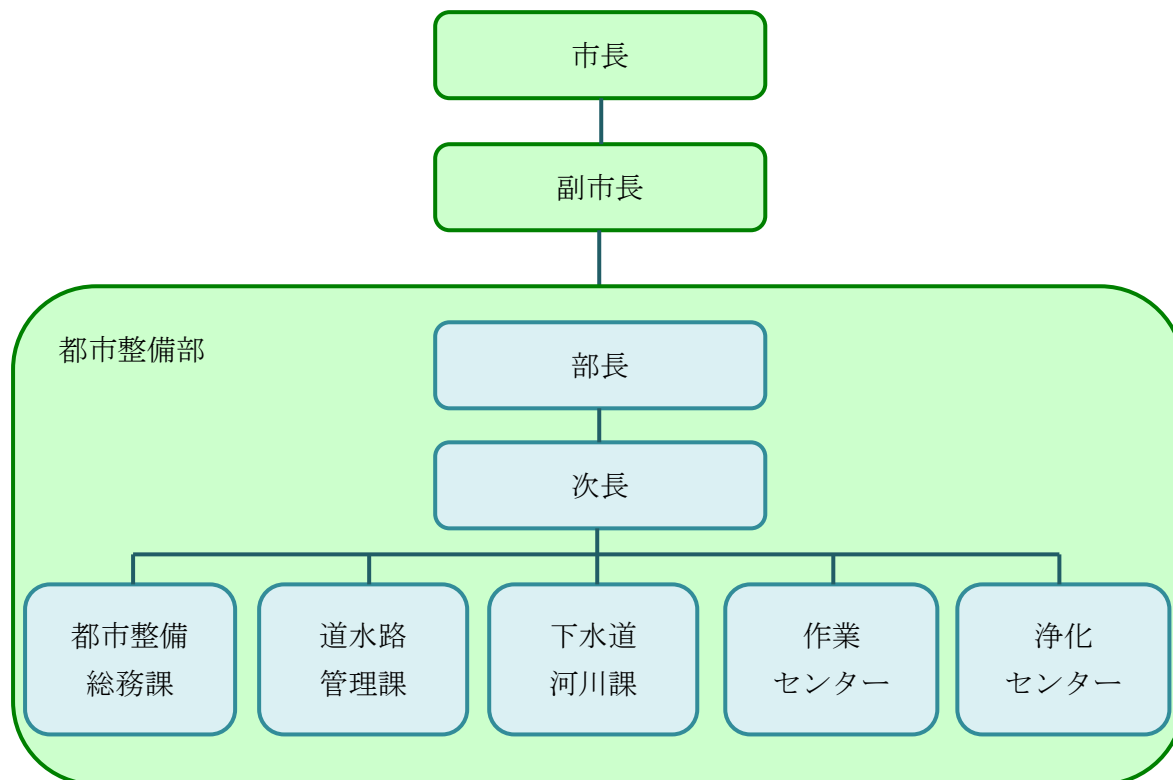 市長
副市長
都市整備部
部長
次長
都市整備
総務課
道水路
管理課
下水道
河川課
作業
センター
浄化
センター